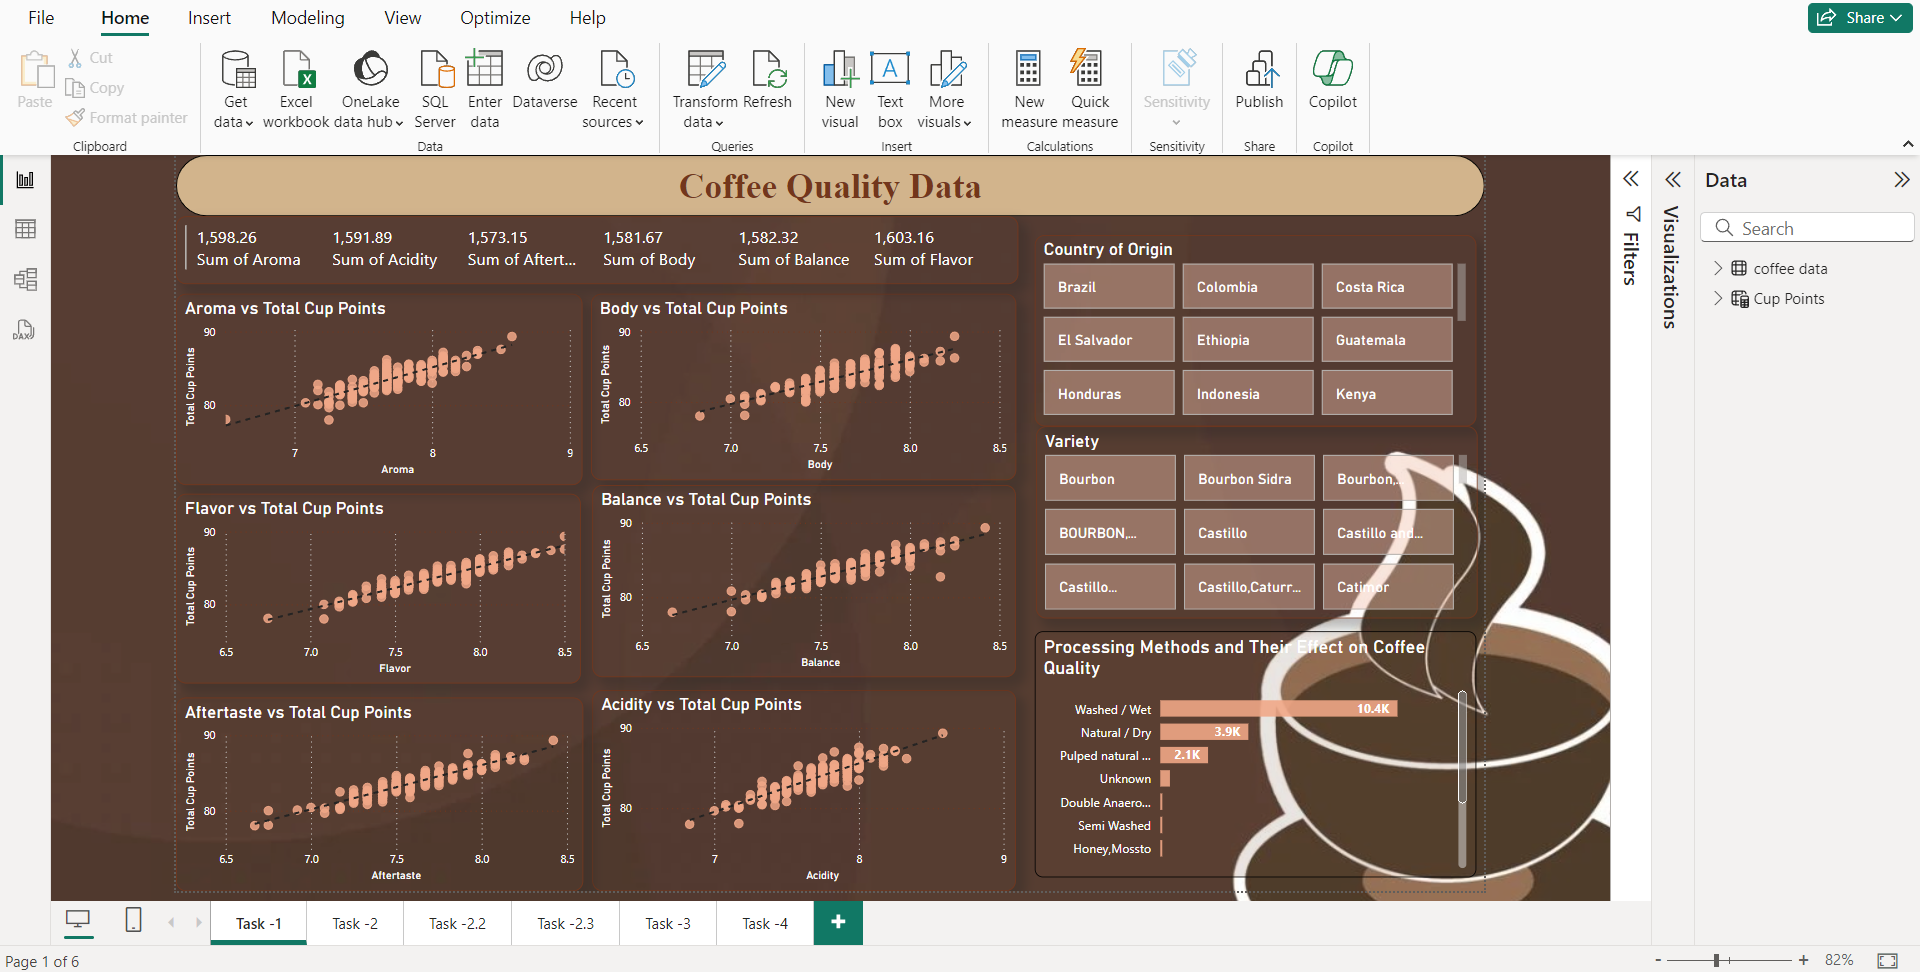 File Home Insert Modeling View Optimize Help
Share
Paste
Cut
Copy
Format painter
Clipboard
Get data
Excel workbook
OneLake data hub
SQL Server
Enter data
Dataverse
Recent sources
Data
Transform data
Refresh
Queries
New visual
Text box
More visuals
Insert
New measure
Quick measure
Calculations
Sensitivity
Sensitivity
Publish
Share
Copilot
Copilot
Coffee Quality Data
1,598.26 1,591.89 1,573.15 1,581.67 1,582.32 1,603.16
Sum of Aroma Sum of Acidity Sum of Aftert... Sum of Body Sum of Balance Sum of Flavor
Aroma vs Total Cup Points
Total Cup Points
90
80
7 8 9
Aroma
Body vs Total Cup Points
Total Cup Points
90
80
6.5 7.0 7.5 8.0 8.5
Body
Flavor vs Total Cup Points
Total Cup Points
90
80
6.5 7.0 7.5 8.0 8.5
Flavor
Balance vs Total Cup Points
Total Cup Points
90
80
6.5 7.0 7.5 8.0 8.5
Balance
Aftertaste vs Total Cup Points
Total Cup Points
90
80
6.5 7.0 7.5 8.0 8.5
Aftertaste
Acidity vs Total Cup Points
Total Cup Points
90
80
7 8 9
Acidity
Country of Origin
Brazil Colombia Costa Rica
El Salvador Ethiopia Guatemala
Honduras Indonesia Kenya
Variety
Bourbon Bourbon Sidra Bourbon,...
BOURBON,... Castillo Castillo and...
Castillo... Castillo,Caturr... Catimor
Processing Methods and Their Effect on Coffee
Quality
Washed / Wet 10.4K
Natural / Dry 3.9K
Pulped natural ... 2.1K
Unknown
Double Anaero...
Semi Washed
Honey,Mossto
Filters
Visualizations
Data
Search
coffee data
Cup Points
DAX
Task -1 Task -2 Task -2.2 Task -2.3 Task -3 Task -4 +
Page 1 of 6
- + 82%